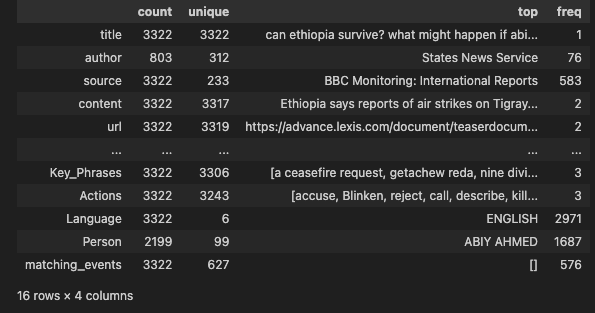 count unique top freq
title 3322 3322 can ethiopia survive? what might happen if abi... 1
author 803 312 States News Service 76
source 3322 233 BBC Monitoring: International Reports 583
content 3322 3317 Ethiopia says reports of air strikes on Tigray... 2
url 3322 3319 https://advance.lexis.com/document/teaserdocum... 2
... ... ... ... ...
Key_Phrases 3322 3306 [a ceasefire request, getachew reda, nine divi... 3
Actions 3322 3243 [accuse, Blinken, reject, call, describe, kill... 3
Language 3322 6 ENGLISH 2971
Person 2199 99 ABIY AHMED 1687
matching_events 3322 627 [] 576
16 rows × 4 columns